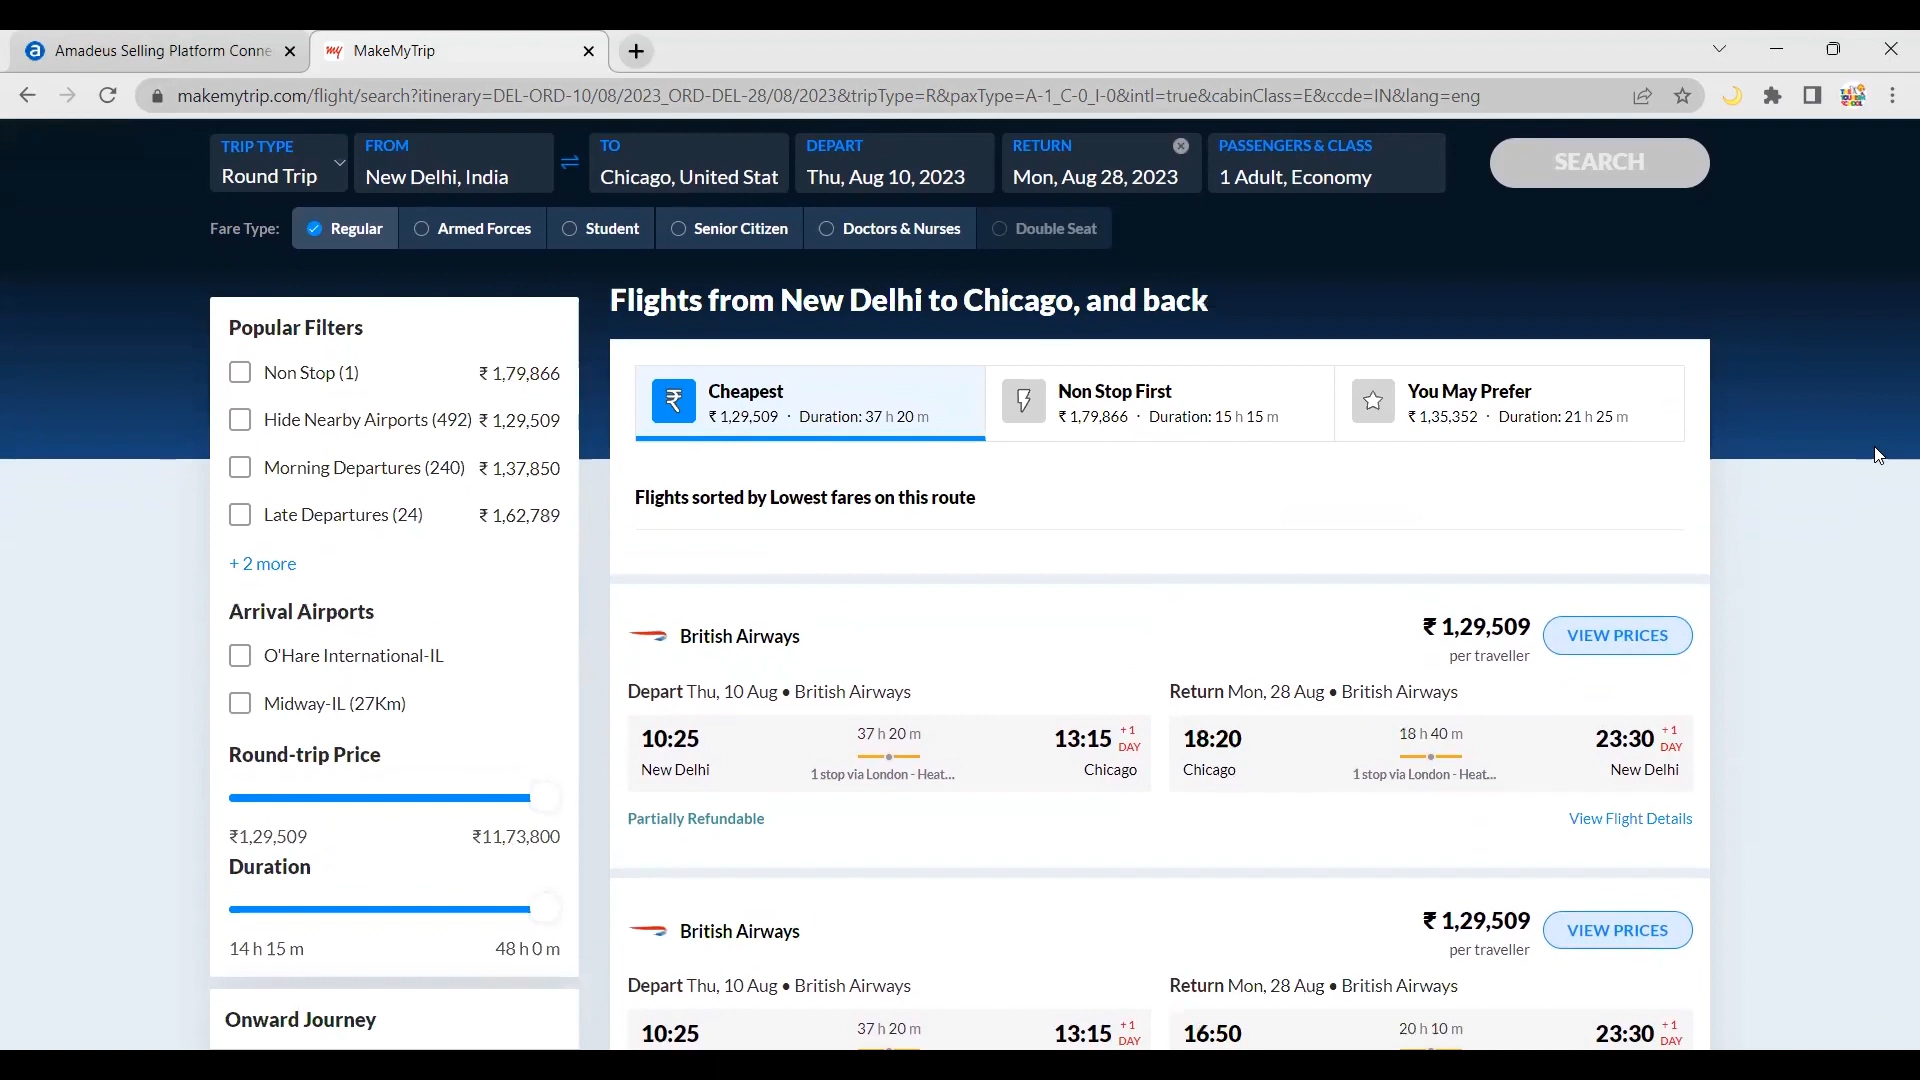 Amadeus Selling Platform Conne
MakeMyTrip
makemytrip.com/flight/search?itinerary=DEL-ORD-10/08/2023_ORD-DEL-28/08/2023&tripType=R&paxType=A-1_C-0_I-0&intl=true&cabinClass=E&ccde=IN&lang=eng
TRIP TYPE
Round Trip
FROM
New Delhi, India
TO
Chicago, United Stat
DEPART
Thu, Aug 10, 2023
RETURN
Mon, Aug 28, 2023
PASSENGERS & CLASS
1 Adult, Economy
SEARCH
Fare Type: Regular Armed Forces Student Senior Citizen Doctors & Nurses Double Seat
Flights from New Delhi to Chicago, and back
Popular Filters
Non Stop (1) ₹ 1,79,866
Hide Nearby Airports (492) ₹ 1,29,509
Morning Departures (240) ₹ 1,37,850
Late Departures (24) ₹ 1,62,789
+ 2 more
Arrival Airports
O'Hare International-IL
Midway-IL (27Km)
Round-trip Price
₹1,29,509 ₹11,73,800
Duration
14 h 15 m 48 h 0 m
Onward Journey
₹
Cheapest
₹ 1,29,509 · Duration: 37 h 20 m
Non Stop First
₹ 1,79,866 · Duration: 15 h 15 m
You May Prefer
₹ 1,35,352 · Duration: 21 h 25 m
Flights sorted by Lowest fares on this route
British Airways
₹ 1,29,509
per traveller
VIEW PRICES
Depart Thu, 10 Aug • British Airways
10:25 37 h 20 m 13:15 +1 DAY
New Delhi 1 stop via London - Heat... Chicago
Return Mon, 28 Aug • British Airways
18:20 18 h 40 m 23:30 +1 DAY
Chicago 1 stop via London - Heat... New Delhi
Partially Refundable
View Flight Details
British Airways
₹ 1,29,509
per traveller
VIEW PRICES
Depart Thu, 10 Aug • British Airways
10:25 37 h 20 m 13:15 +1 DAY
Return Mon, 28 Aug • British Airways
16:50 20 h 10 m 23:30 +1 DAY